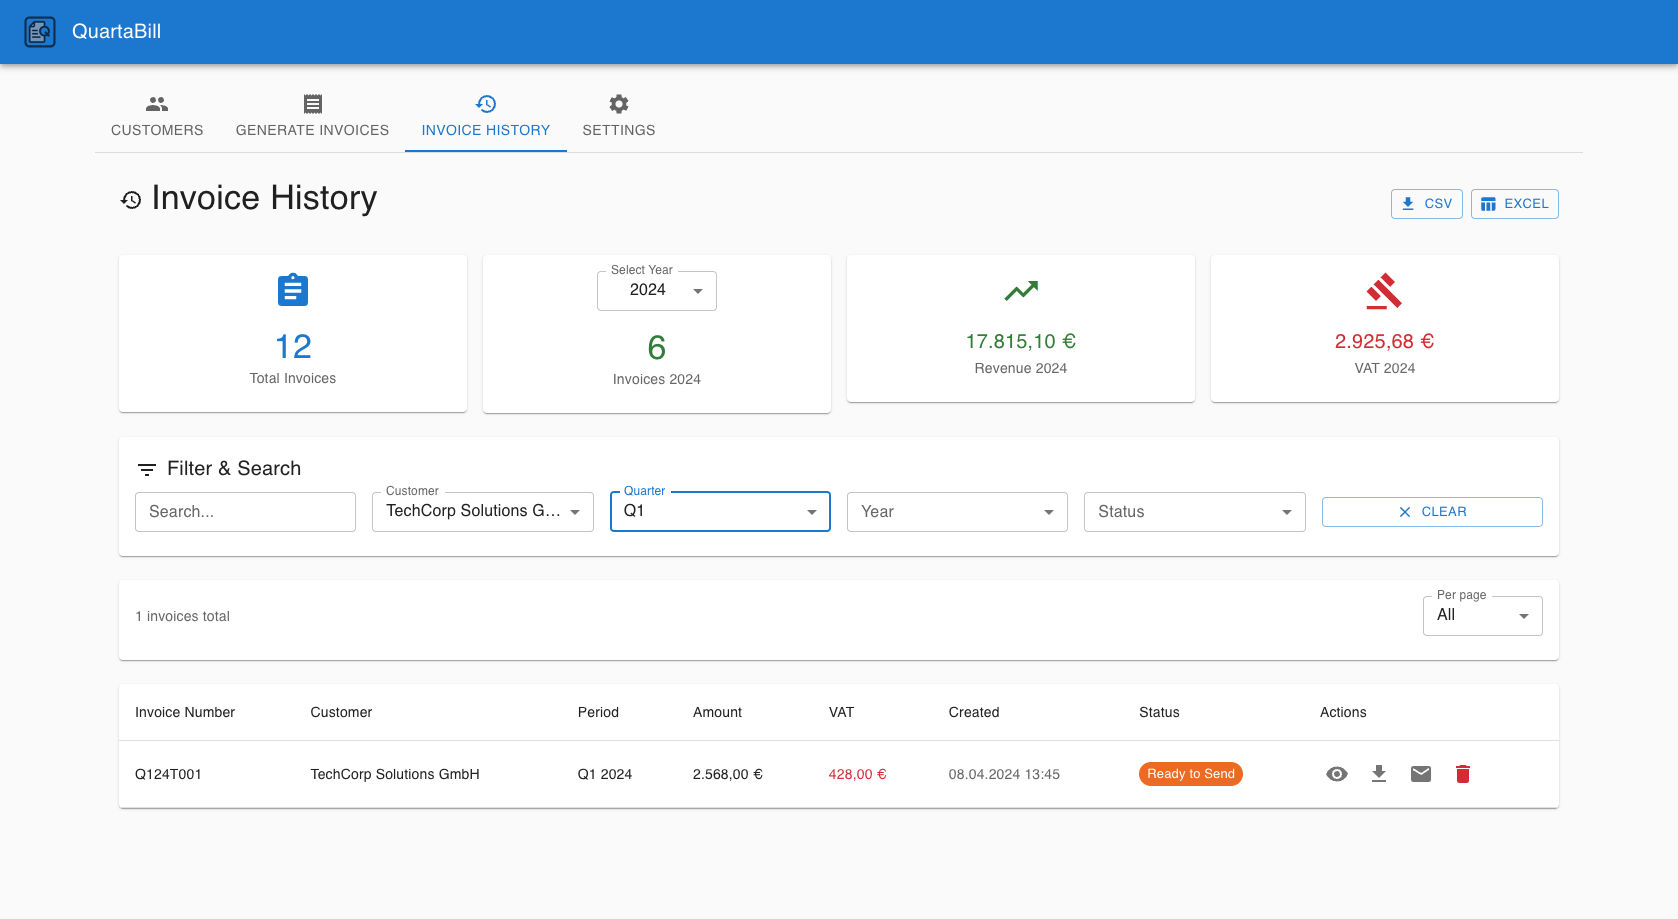 QuartaBill
CUSTOMERS
GENERATE INVOICES
INVOICE HISTORY
SETTINGS
Invoice History
CSV
EXCEL
12
Total Invoices
Select Year
2024
6
Invoices 2024
17.815,10 €
Revenue 2024
2.925,68 €
VAT 2024
Filter & Search
Search...
Customer
TechCorp Solutions G...
Quarter
Q1
Year
Status
CLEAR
1 invoices total
Per page
All
Invoice Number Customer Period Amount VAT Created Status Actions
Q124T001 TechCorp Solutions GmbH Q1 2024 2.568,00 € 428,00 € 08.04.2024 13:45 Ready to Send